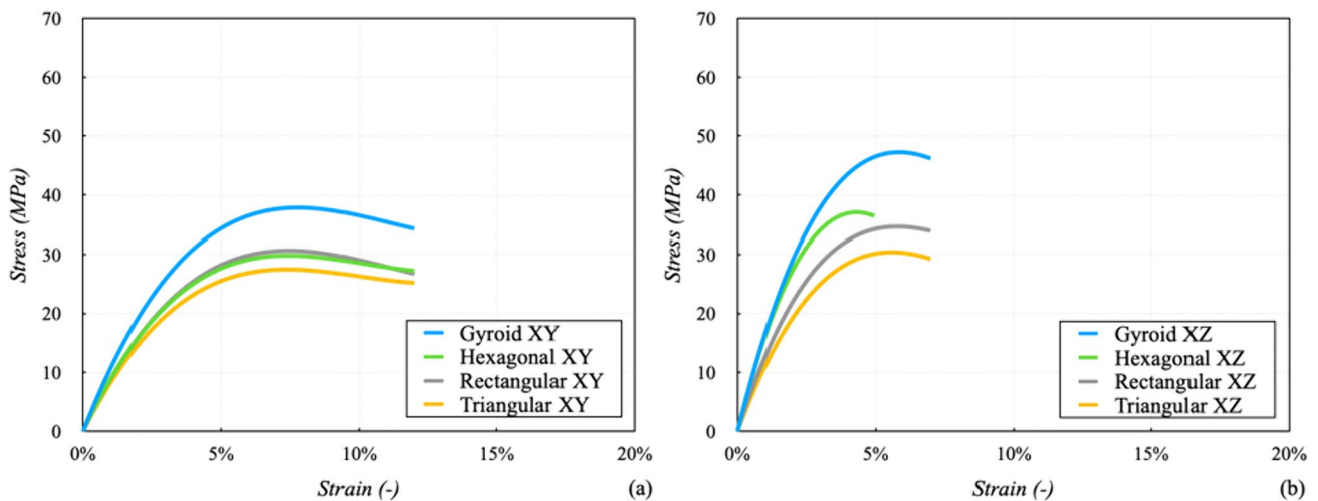 70
60
50
40
30
20
10
0
Stress (MPa)
0% 5% 10% 15% 20%
Strain (-)
(a)
Gyroid XY
Hexagonal XY
Rectangular XY
Triangular XY
70
60
50
40
30
20
10
0
Stress (MPa)
0% 5% 10% 15% 20%
Strain (-)
(b)
Gyroid XZ
Hexagonal XZ
Rectangular XZ
Triangular XZ